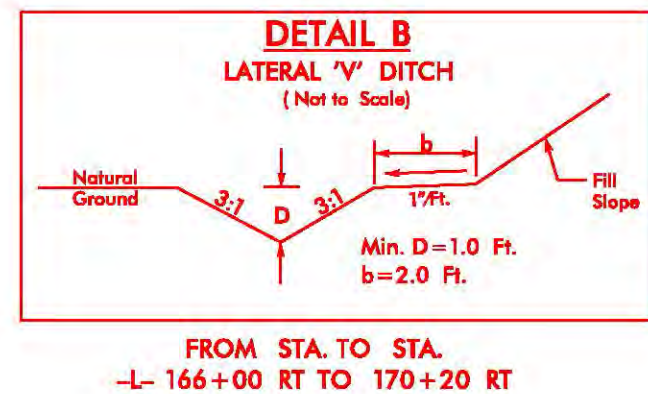 DETAIL B
LATERAL 'V' DITCH
( Not to Scale)
b
Natural
Ground
3:1
D
3:1
1"/Ft.
Fill
Slope
Min. D=1.0 Ft.
b=2.0 Ft.
FROM STA. TO STA.
-L- 166+00 RT TO 170+20 RT